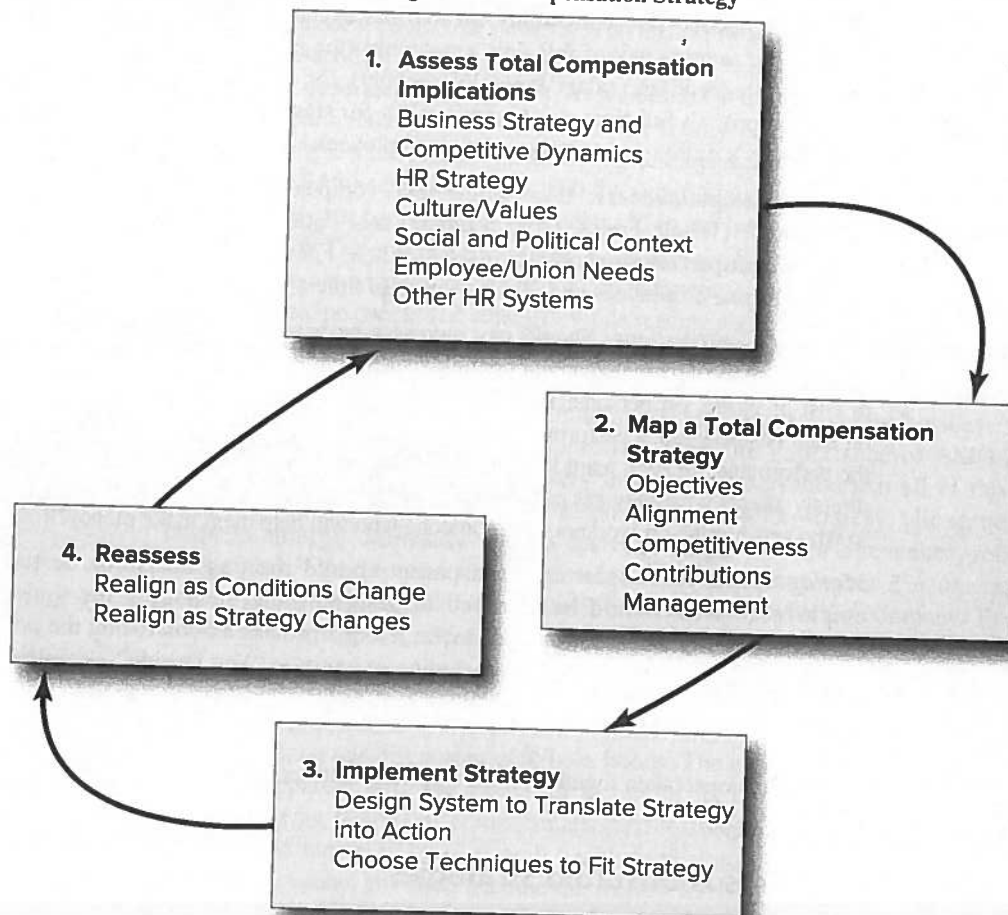 pensation Strategy
1. Assess Total Compensation
Implications
Business Strategy and
Competitive Dynamics
HR Strategy
Culture/Values
Social and Political Context
Employee/Union Needs
Other HR Systems
2. Map a Total Compensation
Strategy
Objectives
Alignment
Competitiveness
Contributions
Management
4. Reassess
Realign as Conditions Change
Realign as Strategy Changes
3. Implement Strategy
Design System to Translate Strategy
into Action
Choose Techniques to Fit Strategy